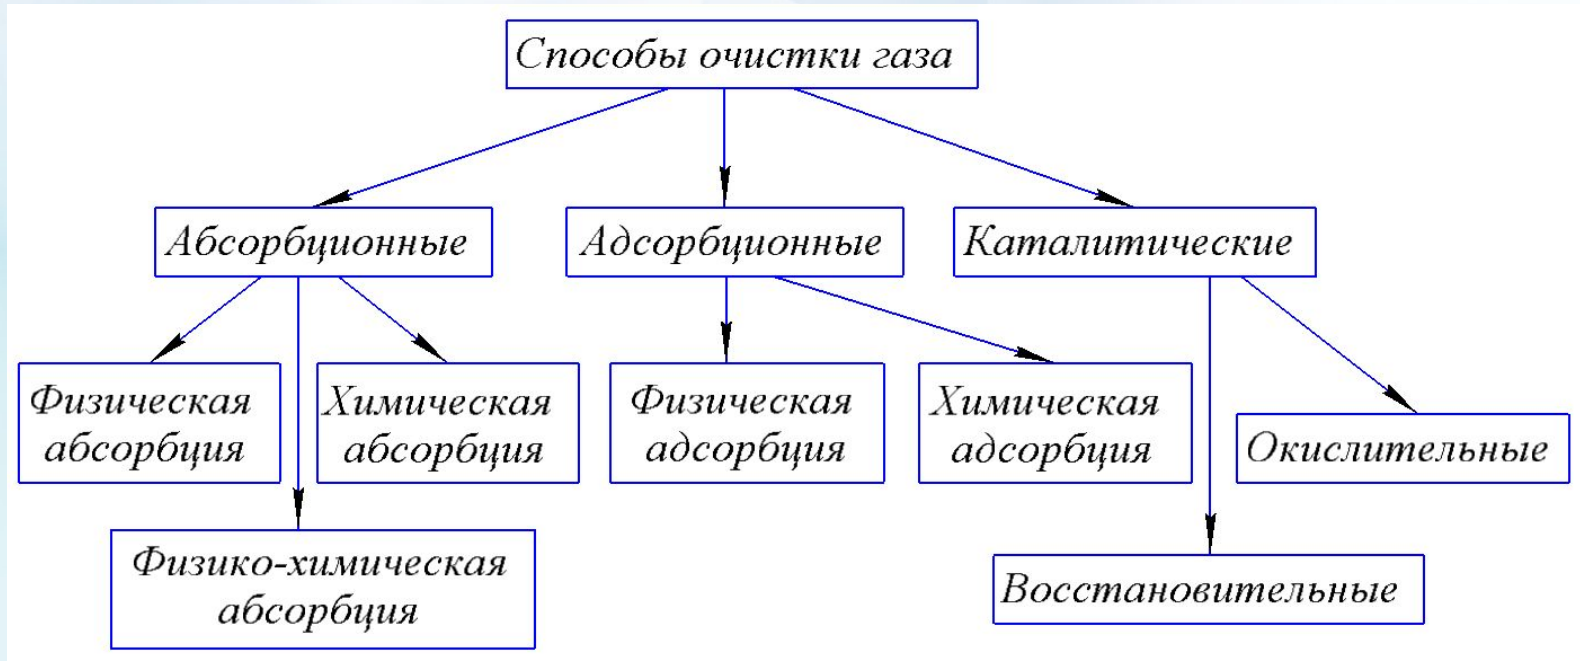 Способы очистки газа
Абсорбционные
Адсорбционные
Каталитические
Физическая
абсорбция
Химическая
абсорбция
Физическая
адсорбция
Химическая
адсорбция
Окислительные
Физико-химическая
абсорбция
Восстановительные